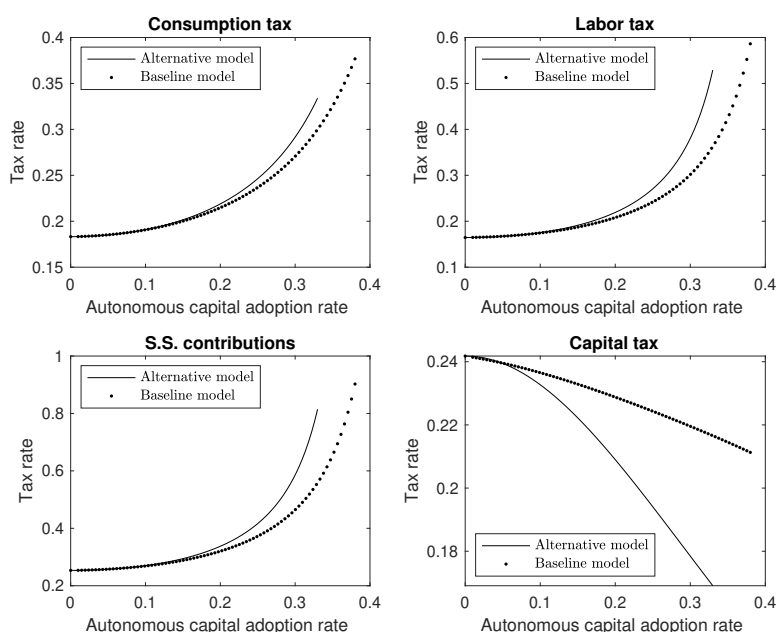 Consumption tax
0.4
0.35
0.3
0.25
0.2
0.15
Tax rate
Alternative model
Baseline model
0 0.1 0.2 0.3 0.4
Autonomous capital adoption rate
Labor tax
0.6
0.5
0.4
0.3
0.2
0.1
Tax rate
Alternative model
Baseline model
0 0.1 0.2 0.3 0.4
Autonomous capital adoption rate
S.S. contributions
1
0.8
0.6
0.4
0.2
Tax rate
Alternative model
Baseline model
0 0.1 0.2 0.3 0.4
Autonomous capital adoption rate
Capital tax
0.24
0.22
0.2
0.18
Tax rate
Alternative model
Baseline model
0 0.1 0.2 0.3 0.4
Autonomous capital adoption rate